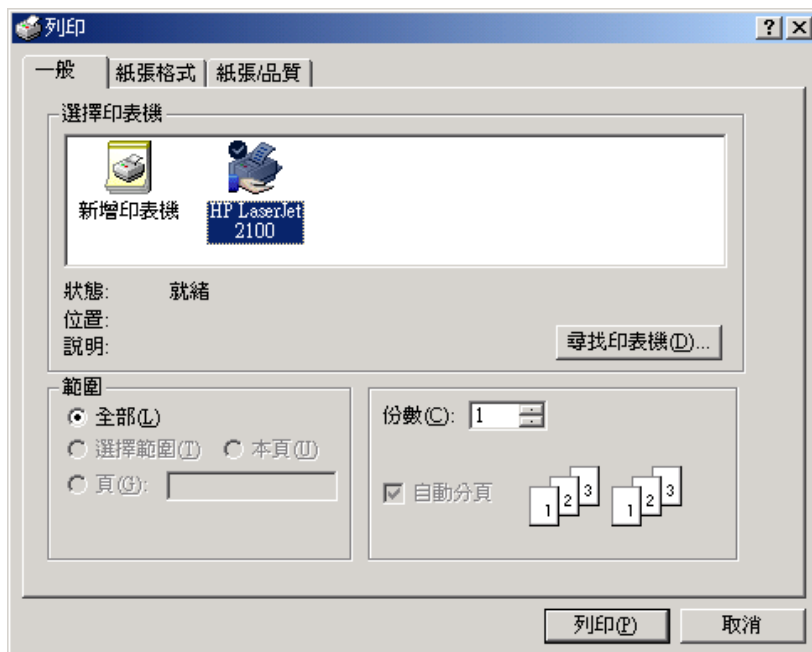 列印
一般 紙張格式 紙張/品質
選擇印表機
新增印表機 HP LaserJet 2100
狀態: 就緒
位置:
說明:
尋找印表機(D)...
範圍
全部(L)
選擇範圍(T) 本頁(U)
頁(G):
份數(C): 1
自動分頁
1 2 3 1 2 3
列印(P) 取消